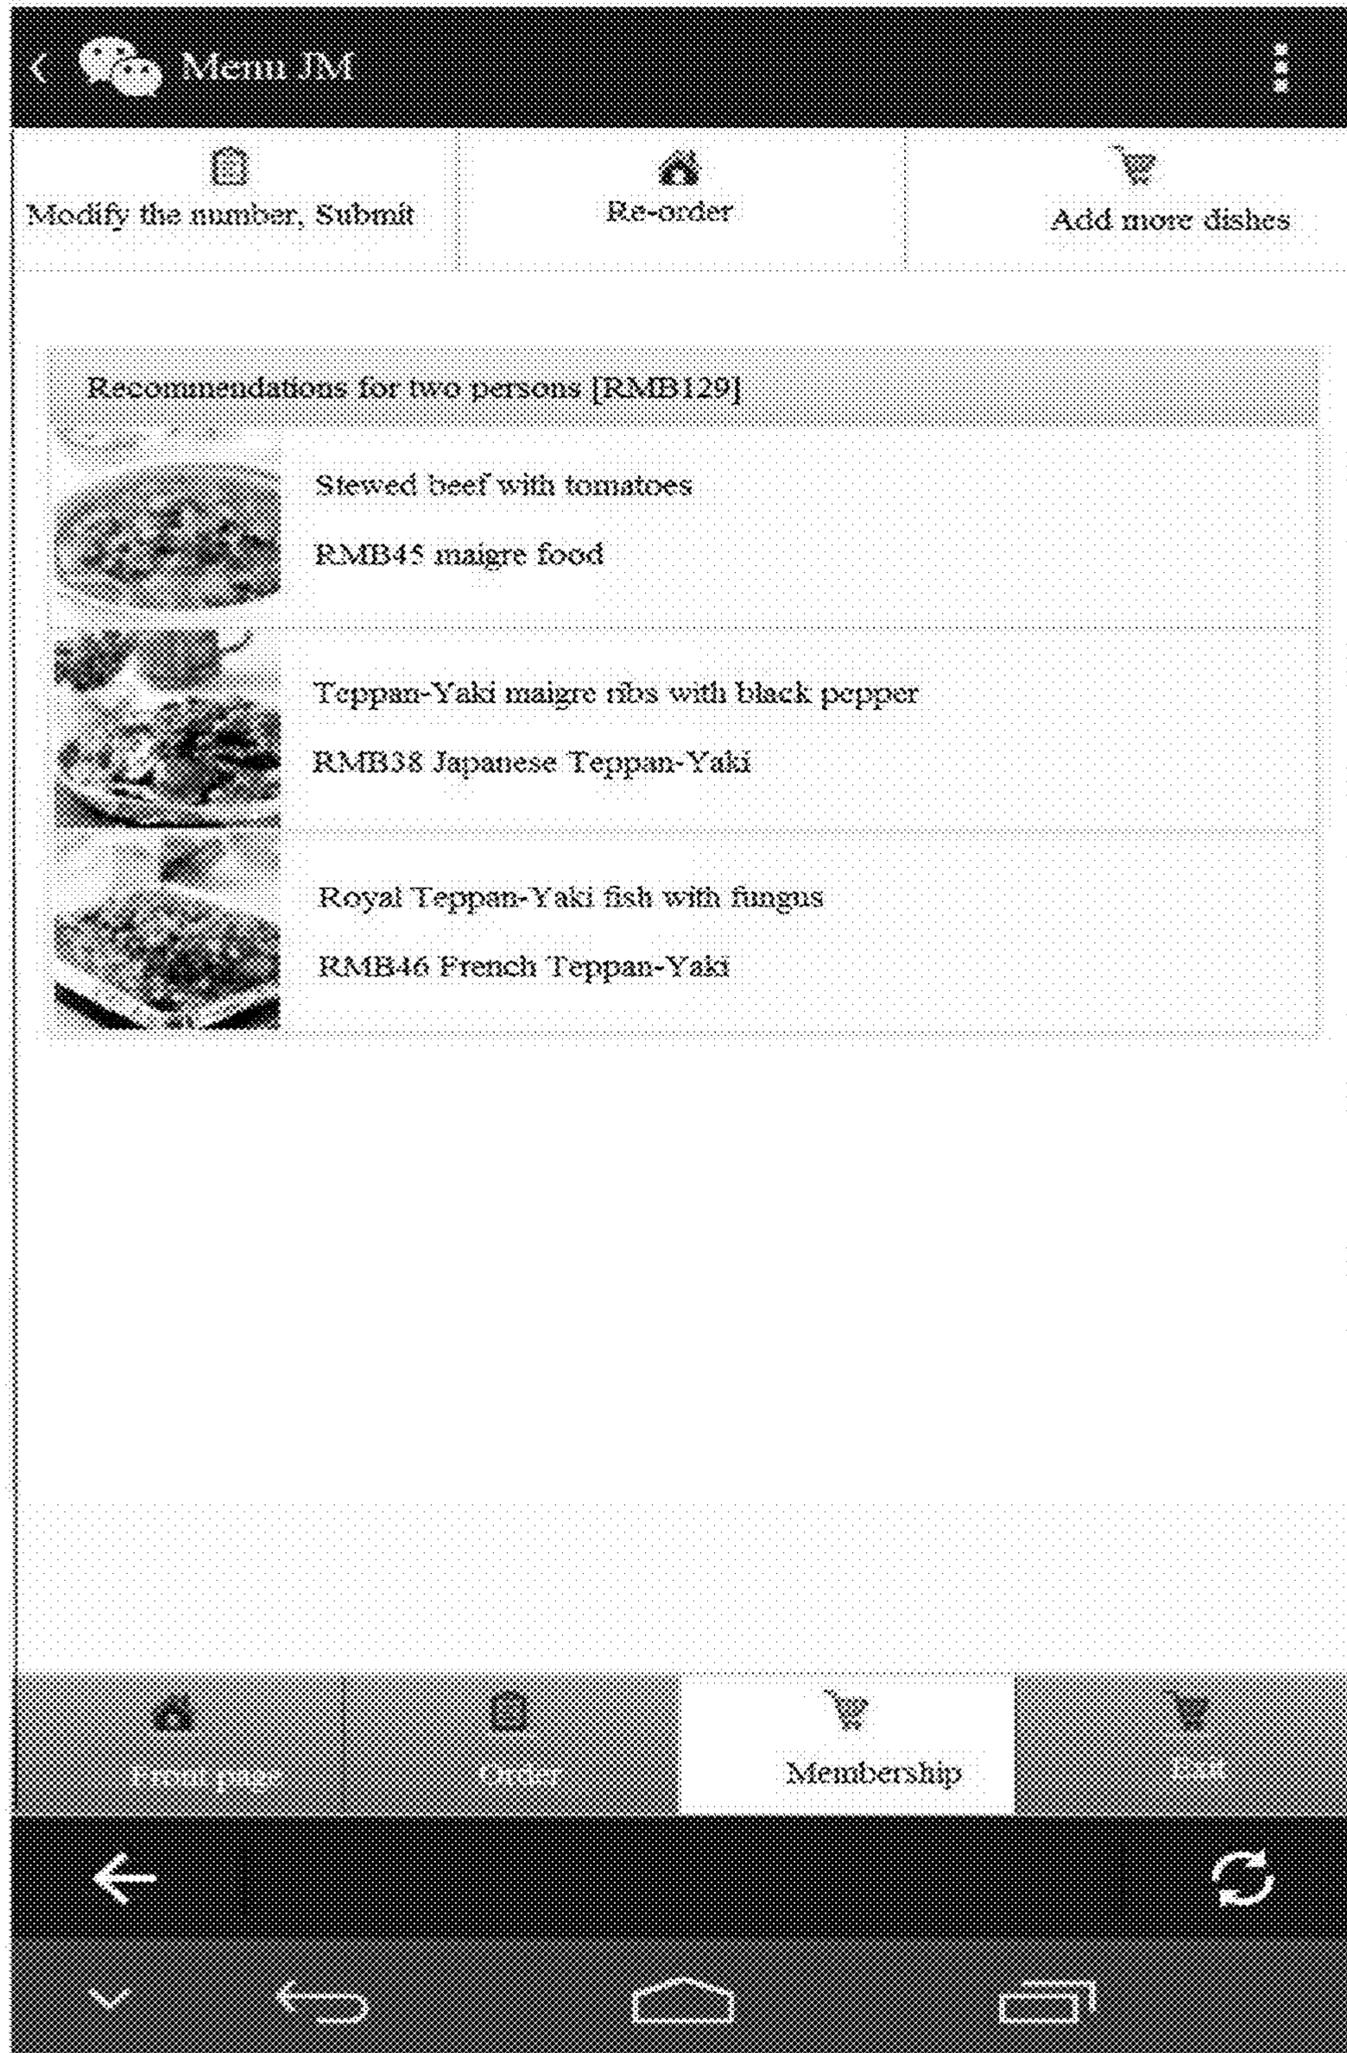 Menu JM
Modify the number, Submit
Re-order
Add more dishes
Recommendations for two persons [RMB129]
Stewed beef with tomatoes
RMB45 maigre food
Teppan-Yaki maigre ribs with black pepper
RMB38 Japanese Teppan-Yaki
Royal Teppan-Yaki fish with fungus
RMB46 French Teppan-Yaki
Front page
Order
Membership